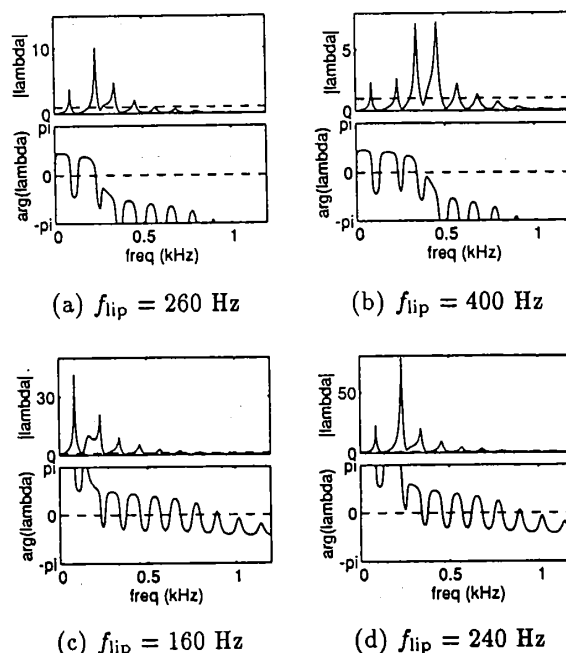 |lambda|
10
0
pi
arg(lambda)
0
-pi
0 0.5 1
freq (kHz)
(a) f_lip = 260 Hz
|lambda|
5
0
pi
arg(lambda)
0
-pi
0 0.5 1
freq (kHz)
(b) f_lip = 400 Hz
|lambda|
30
0
pi
arg(lambda)
0
-pi
0 0.5 1
freq (kHz)
(c) f_lip = 160 Hz
|lambda|
50
0
pi
arg(lambda)
0
-pi
0 0.5 1
freq (kHz)
(d) f_lip = 240 Hz